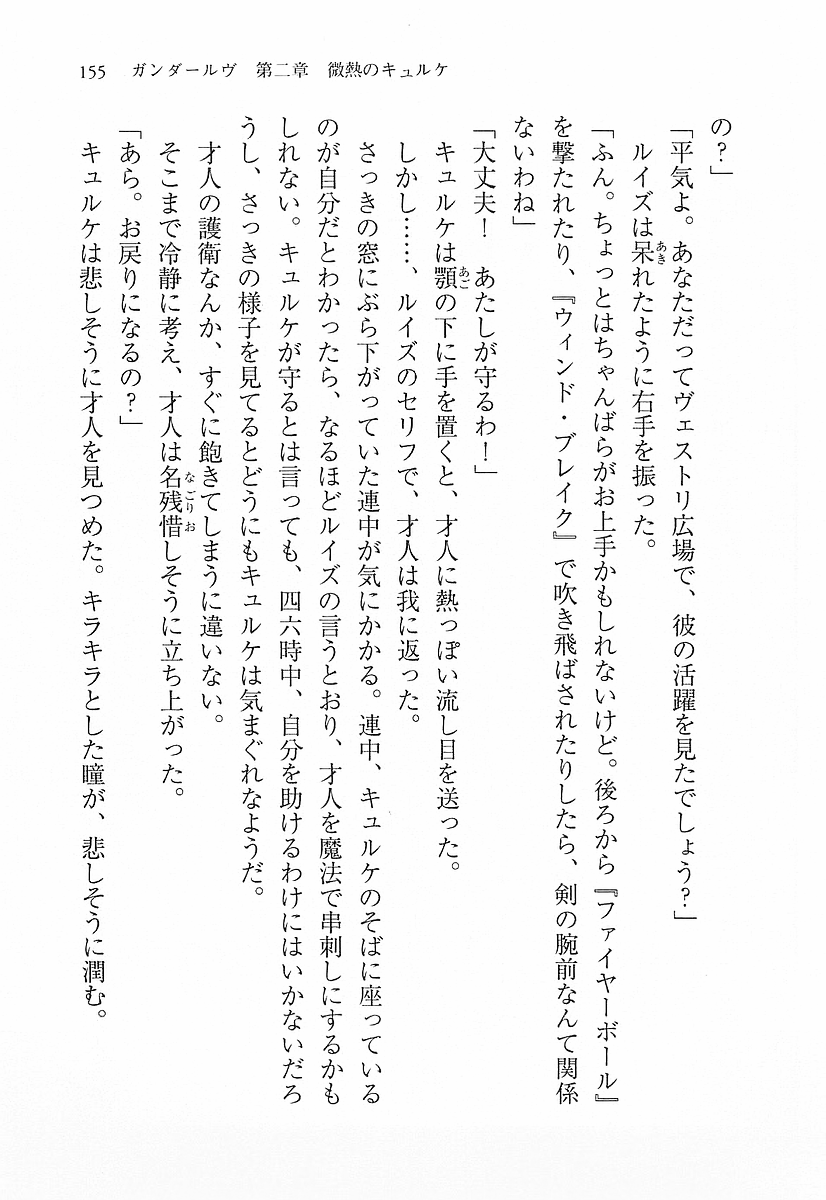 155　ガンダールヴ　第二章　微熱のキュルケ
の？」
「平気よ。あなただってヴェストリ広場で、彼の活躍を見たでしょう？」
ルイズは呆れたように右手を振った。
「ふん。ちょっとはちゃんばらがお上手かもしれないけど。後ろから『ファイヤーボール』
を撃たれたり、『ウィンド・ブレイク』で吹き飛ばされたりしたら、剣の腕前なんて関係
ないわね」
「大丈夫！　あたしが守るわ！」
キュルケは顎の下に手を置くと、才人に熱っぽい流し目を送った。
しかし……、ルイズのセリフで、才人は我に返った。
さっきの窓にぶら下がっていた連中が気にかかる。連中、キュルケのそばに座っている
のが自分だとわかったら、なるほどルイズの言うとおり、才人を魔法で串刺しにするかも
しれない。キュルケが守るとは言っても、四六時中、自分を助けるわけにはいかないだろ
うし、さっきの様子を見てるとどうにもキュルケは気まぐれなようだ。
才人の護衛なんか、すぐに飽きてしまうに違いない。
そこまで冷静に考え、才人は名残惜しそうに立ち上がった。
「あら。お戻りになるの？」
キュルケは悲しそうに才人を見つめた。キラキラとした瞳が、悲しそうに潤む。